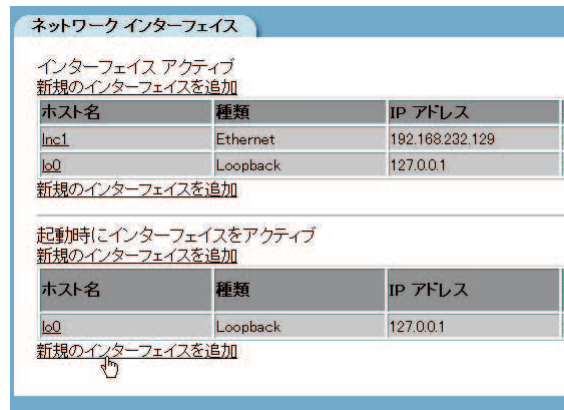 ネットワーク インターフェイス
インターフェイス アクティブ
新規のインターフェイスを追加
ホスト名 種類 IP アドレス
lnc1 Ethernet 192.168.232.129
lo0 Loopback 127.0.0.1
新規のインターフェイスを追加
起動時にインターフェイスをアクティブ
新規のインターフェイスを追加
ホスト名 種類 IP アドレス
lo0 Loopback 127.0.0.1
新規のインターフェイスを追加